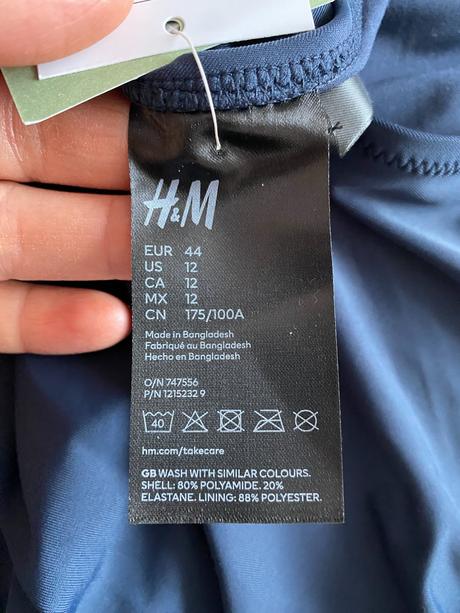 H&M
EUR 44
US 12
CA 12
MX 12
CN 175/100A
Made in Bangladesh
Fabriqué au Bangladesh
Hecho en Bangladesh
O/N 747556
P/N 1215232 9
40
hm.com/takecare
GB WASH WITH SIMILAR COLOURS.
SHELL: 80% POLYAMIDE. 20%
ELASTANE. LINING: 88% POLYESTER.